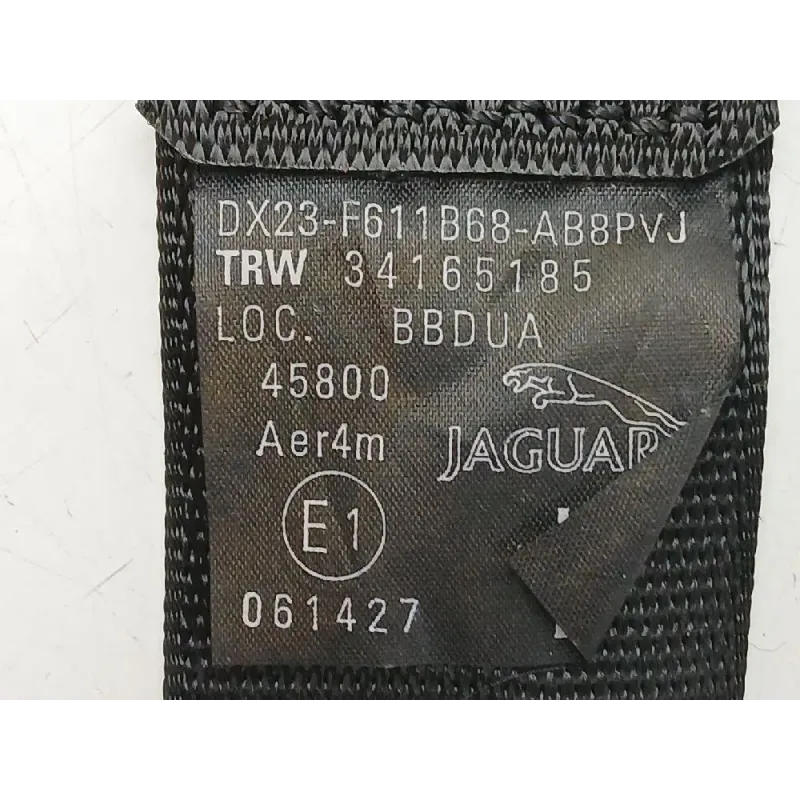 DX23-F611B68-AB8PVJ
TRW 34165185
LOC. BBDUA
45800
Aer4m JAGUAR
E1
061427